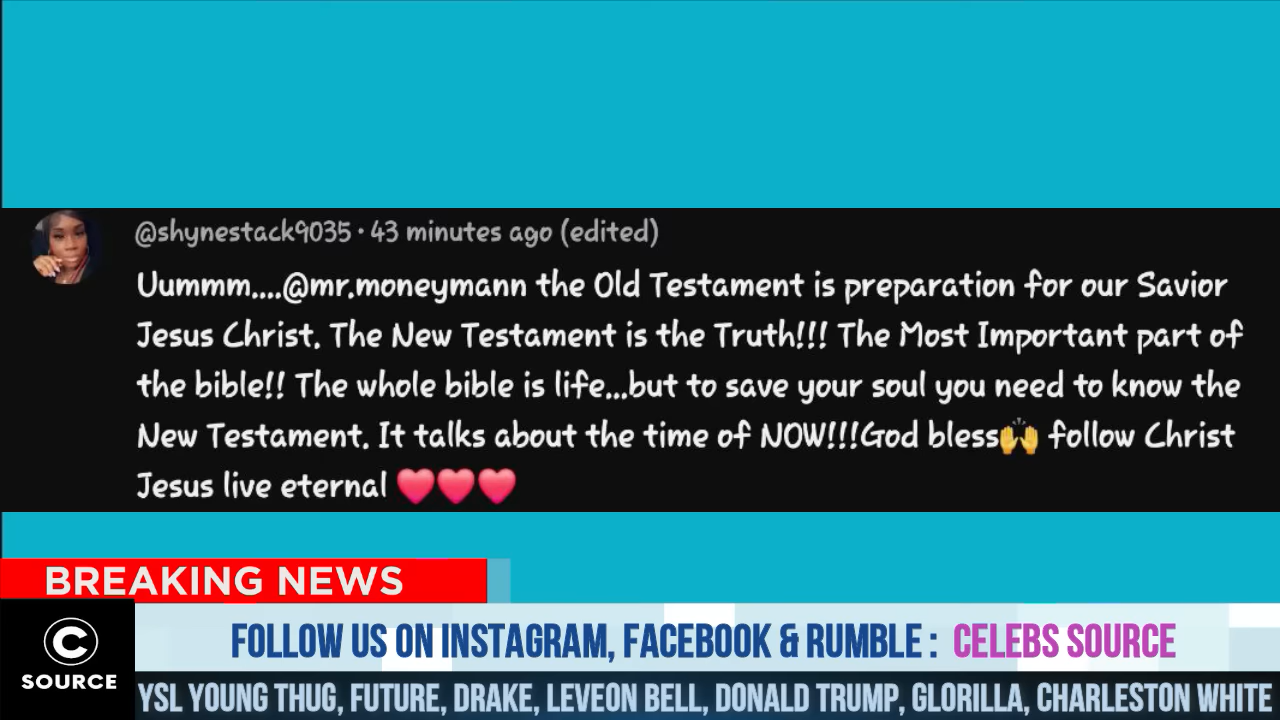 @shynestack9035 · 43 minutes ago (edited)
Uummm....@mr.moneymann the Old Testament is preparation for our Savior
Jesus Christ. The New Testament is the Truth!!! The Most Important part of
the bible!! The whole bible is life...but to save your soul you need to know the
New Testament. It talks about the time of NOW!!!God bless🙌 follow Christ
Jesus live eternal ❤️❤️❤️
BREAKING NEWS
C
SOURCE
FOLLOW US ON INSTAGRAM, FACEBOOK & RUMBLE : CELEBS SOURCE
YSL YOUNG THUG, FUTURE, DRAKE, LEVEON BELL, DONALD TRUMP, GLORILLA, CHARLESTON WHITE